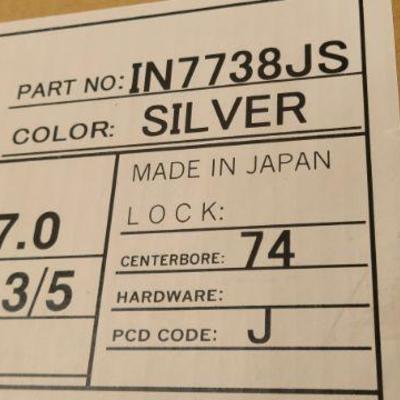 PART NO: IN7738JS
COLOR: SILVER
MADE IN JAPAN
LOCK:
7.0
CENTERBORE: 74
3/5
HARDWARE:
PCD CODE: J